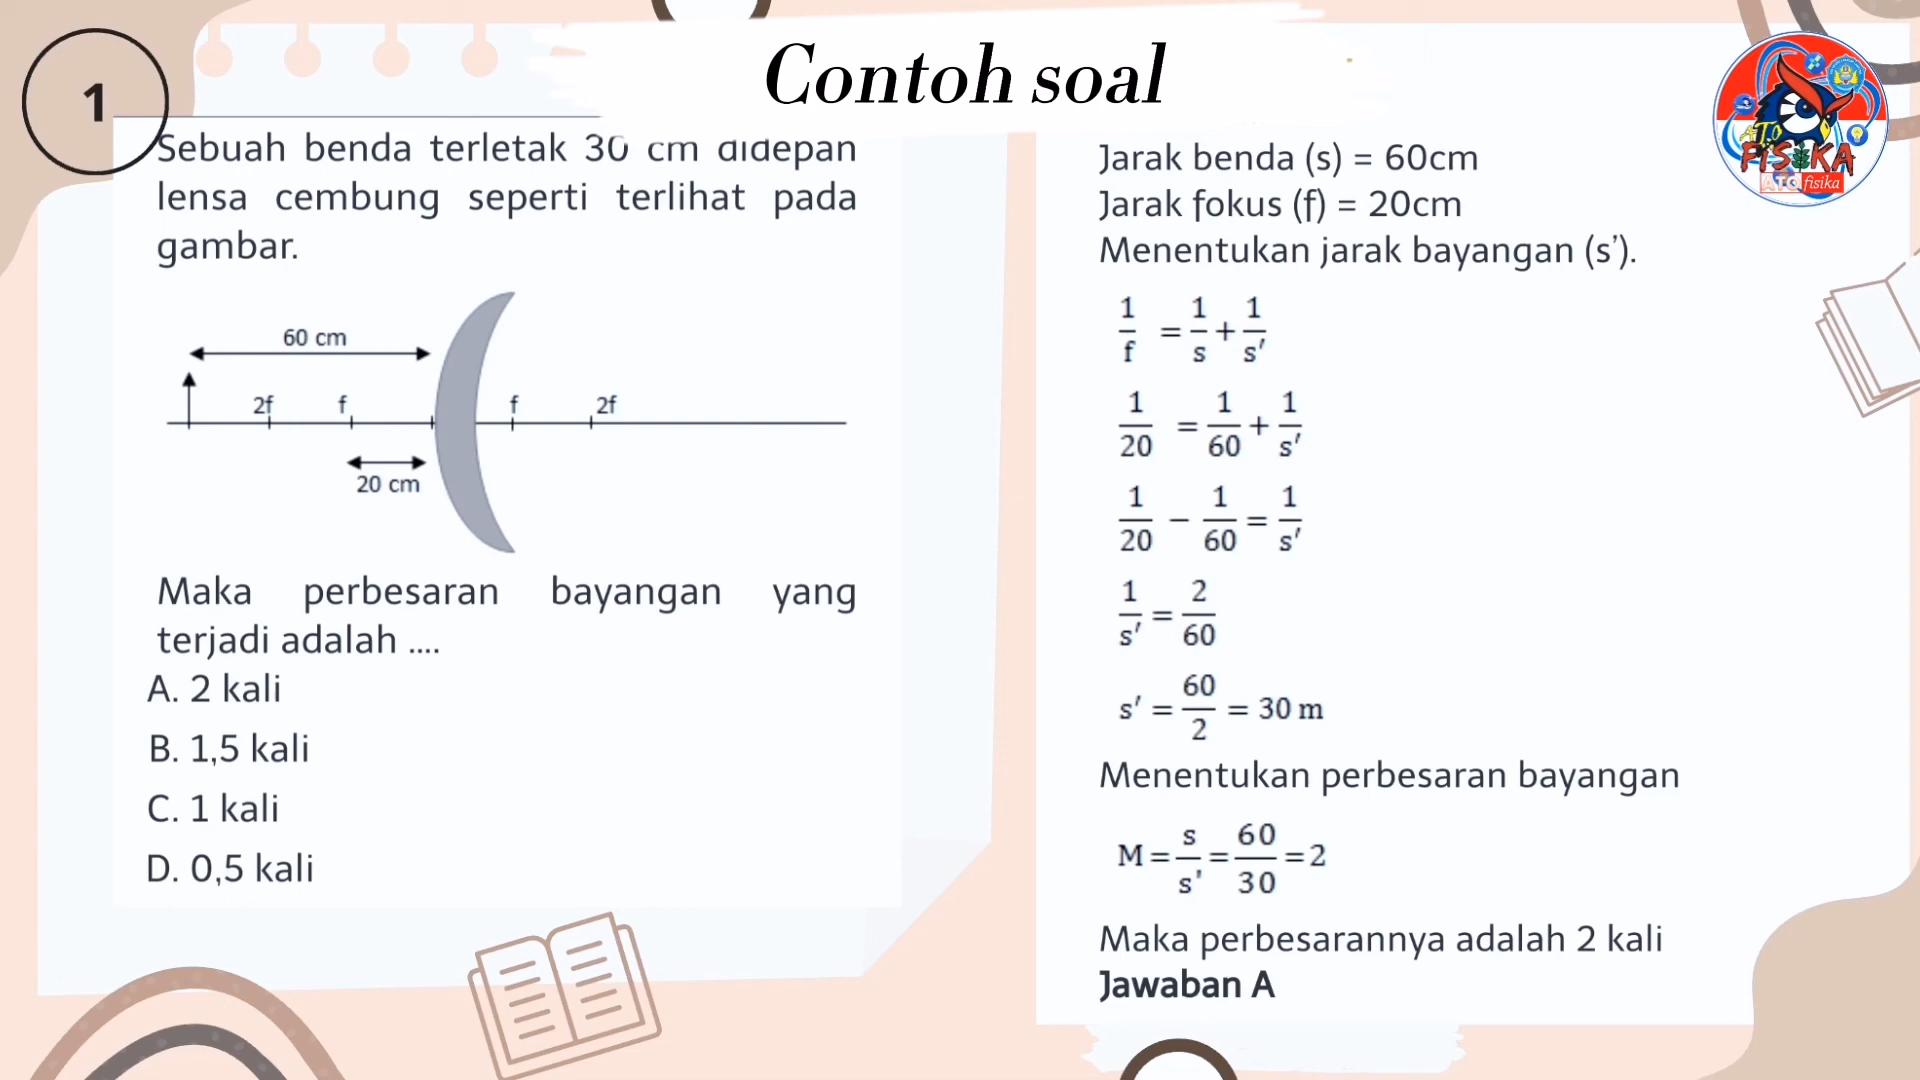 Contoh soal
1
Sebuah benda terletak 30 cm didepan
lensa cembung seperti terlihat pada
gambar.
60 cm
2f f f 2f
20 cm
Maka perbesaran bayangan yang
terjadi adalah ....
A. 2 kali
B. 1,5 kali
C. 1 kali
D. 0,5 kali
Jarak benda (s) = 60cm
Jarak fokus (f) = 20cm
Menentukan jarak bayangan (s').
1/f = 1/s + 1/s'
1/20 = 1/60 + 1/s'
1/20 − 1/60 = 1/s'
1/s' = 2/60
s' = 60/2 = 30 m
Menentukan perbesaran bayangan
M = s/s' = 60/30 = 2
Maka perbesarannya adalah 2 kali
Jawaban A
ATO
FISIKA
ATO fisika